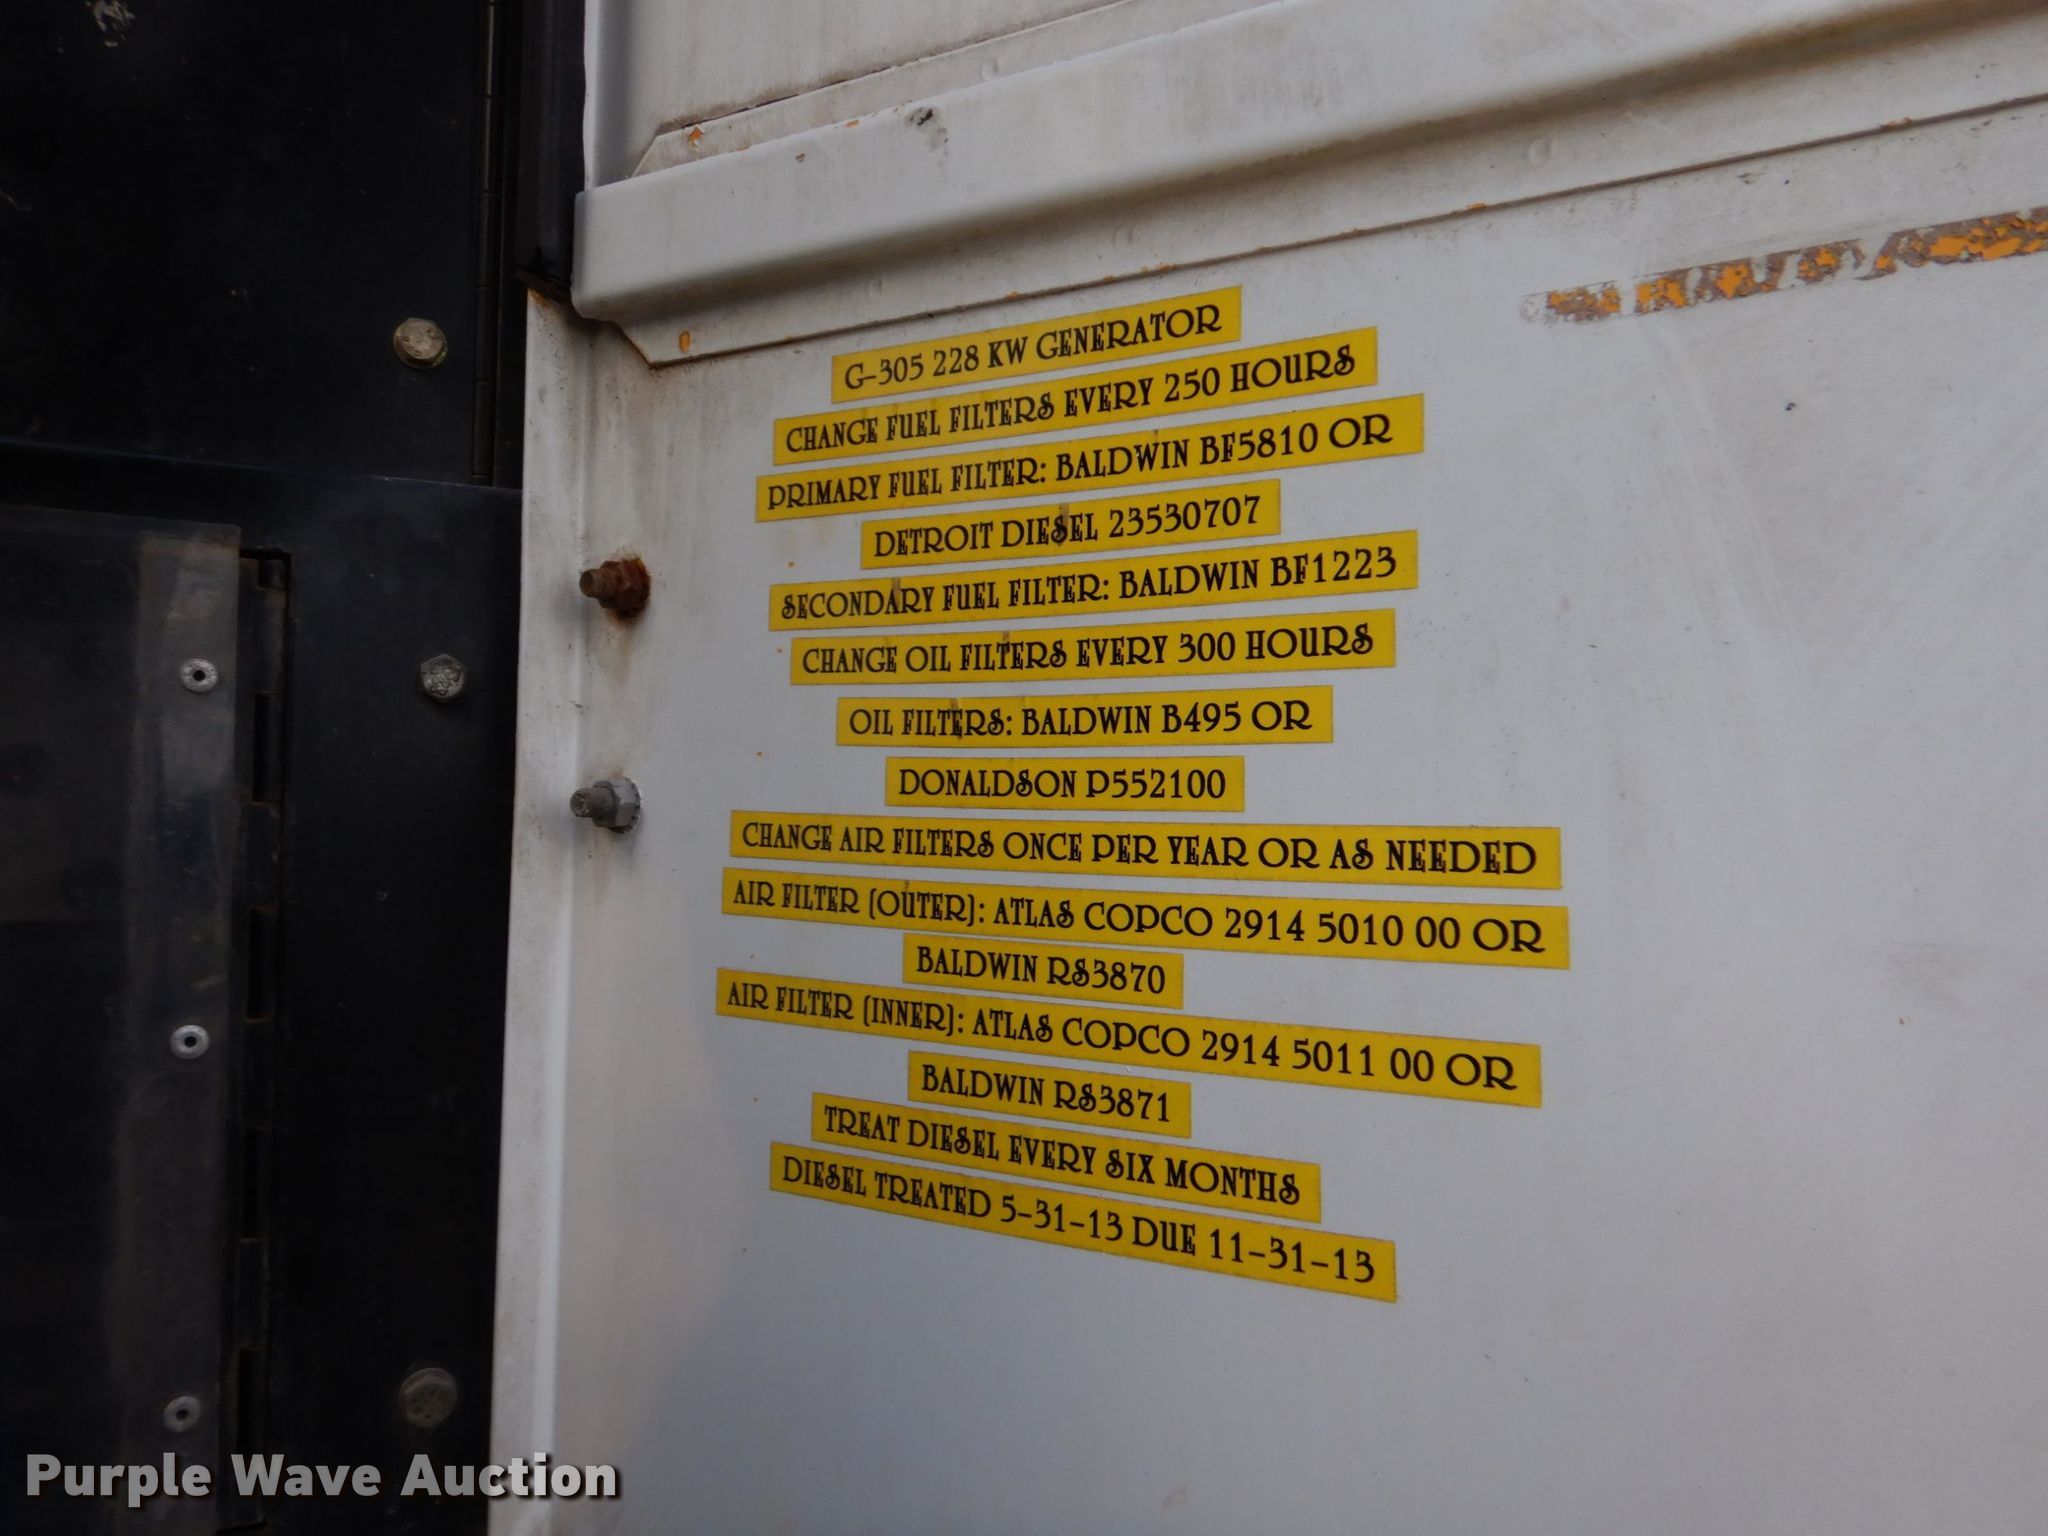 G-305 228 KW GENERATOR
CHANGE FUEL FILTERS EVERY 250 HOURS
PRIMARY FUEL FILTER: BALDWIN BF5810 OR
DETROIT DIESEL 23530707
SECONDARY FUEL FILTER: BALDWIN BF1223
CHANGE OIL FILTERS EVERY 300 HOURS
OIL FILTERS: BALDWIN B495 OR
DONALDSON P552100
CHANGE AIR FILTERS ONCE PER YEAR OR AS NEEDED
AIR FILTER (OUTER): ATLAS COPCO 2914 5010 00 OR
BALDWIN RS3870
AIR FILTER (INNER): ATLAS COPCO 2914 5011 00 OR
BALDWIN RS3871
TREAT DIESEL EVERY SIX MONTHS
DIESEL TREATED 5-31-13 DUE 11-31-13
Purple Wave Auction